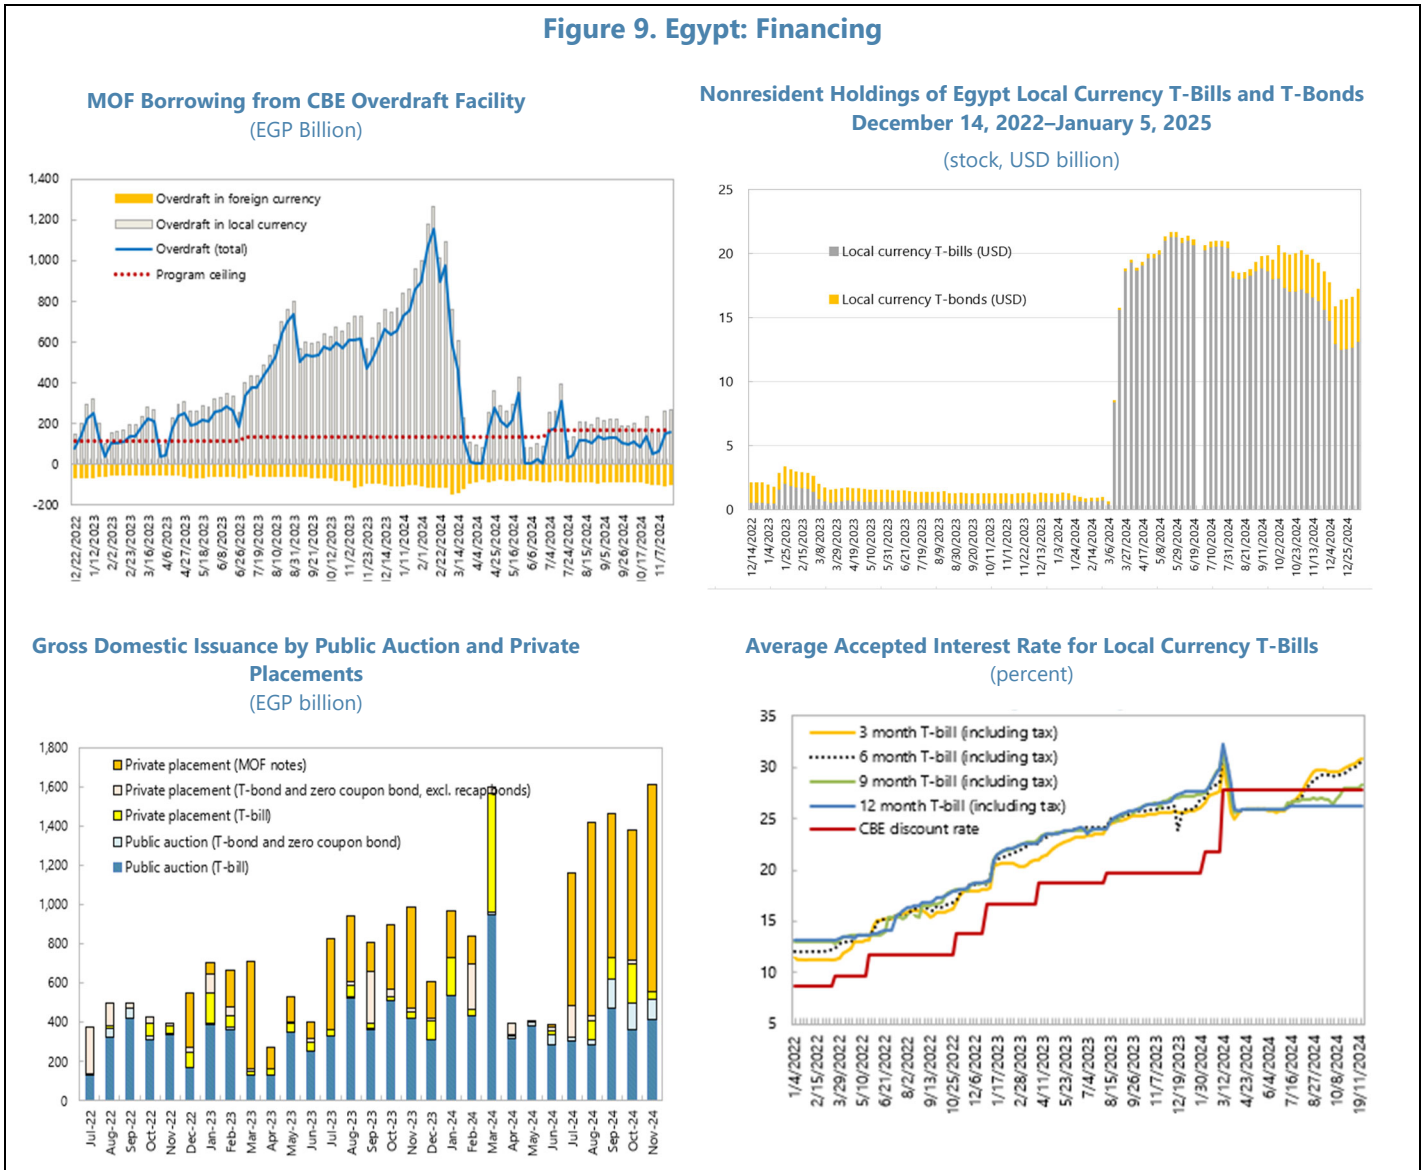 Figure 9. Egypt: Financing
MOF Borrowing from CBE Overdraft Facility
(EGP Billion)
1,400
1,200
1,000
800
600
400
200
0
-200
Overdraft in foreign currency
Overdraft in local currency
Overdraft (total)
Program ceiling
12/22/2022
1/12/2023
2/2/2023
2/23/2023
3/16/2023
4/6/2023
4/27/2023
5/18/2023
6/08/2023
6/26/2023
7/19/2023
8/10/2023
8/31/2023
9/21/2023
10/12/2023
11/2/2023
11/23/2023
12/14/2023
1/11/2024
2/1/2024
2/22/2024
3/14/2024
4/4/2024
4/25/2024
5/16/2024
6/06/2024
7/4/2024
7/24/2024
8/15/2024
9/5/2024
9/26/2024
10/17/2024
11/7/2024
Nonresident Holdings of Egypt Local Currency T-Bills and T-Bonds
December 14, 2022–January 5, 2025
(stock, USD billion)
25
20
15
10
5
0
Local currency T-bills (USD)
Local currency T-bonds (USD)
12/14/2022
1/4/2023
1/25/2023
2/15/2023
3/8/2023
3/29/2023
4/19/2023
5/10/2023
5/31/2023
6/21/2023
7/19/2023
8/9/2023
8/30/2023
9/20/2023
10/11/2023
11/1/2023
11/22/2023
12/13/2023
1/3/2024
1/24/2024
2/14/2024
3/6/2024
3/27/2024
4/17/2024
5/8/2024
5/29/2024
6/19/2024
7/10/2024
7/31/2024
8/21/2024
9/11/2024
10/2/2024
10/23/2024
11/13/2024
12/4/2024
12/25/2024
Gross Domestic Issuance by Public Auction and Private
Placements
(EGP billion)
1,800
1,600
1,400
1,200
1,000
800
600
400
200
0
Private placement (MOF notes)
Private placement (T-bond and zero coupon bond, excl. recap bonds)
Private placement (T-bill)
Public auction (T-bond and zero coupon bond)
Public auction (T-bill)
Jul-22
Aug-22
Sep-22
Oct-22
Nov-22
Dec-22
Jan-23
Feb-23
Mar-23
Apr-23
May-23
Jun-23
Jul-23
Aug-23
Sep-23
Oct-23
Nov-23
Dec-23
Jan-24
Feb-24
Mar-24
Apr-24
May-24
Jun-24
Jul-24
Aug-24
Sep-24
Oct-24
Nov-24
Average Accepted Interest Rate for Local Currency T-Bills
(percent)
35
30
25
20
15
10
5
3 month T-bill (including tax)
6 month T-bill (including tax)
9 month T-bill (including tax)
12 month T-bill (including tax)
CBE discount rate
1/4/2022
2/15/2022
3/29/2022
5/10/2022
6/21/2022
8/2/2022
9/13/2022
10/25/2022
12/6/2022
1/17/2023
2/28/2023
4/11/2023
5/23/2023
7/4/2023
8/15/2023
9/26/2023
11/7/2023
12/19/2023
1/30/2024
3/12/2024
4/23/2024
6/4/2024
7/16/2024
8/27/2024
10/8/2024
19/11/2024